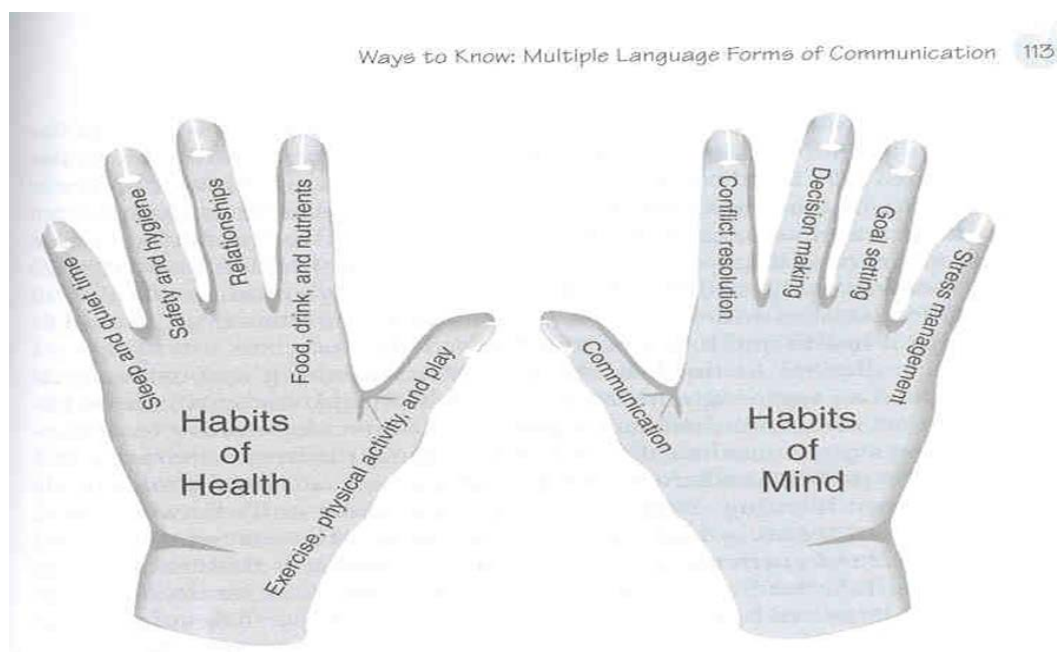 Ways to Know: Multiple Language Forms of Communication 113
Sleep and quiet time
Safety and hygiene
Relationships
Food, drink, and nutrients
Exercise, physical activity, and play
Habits
of
Health
Communication
Conflict resolution
Decision making
Goal setting
Stress management
Habits
of
Mind